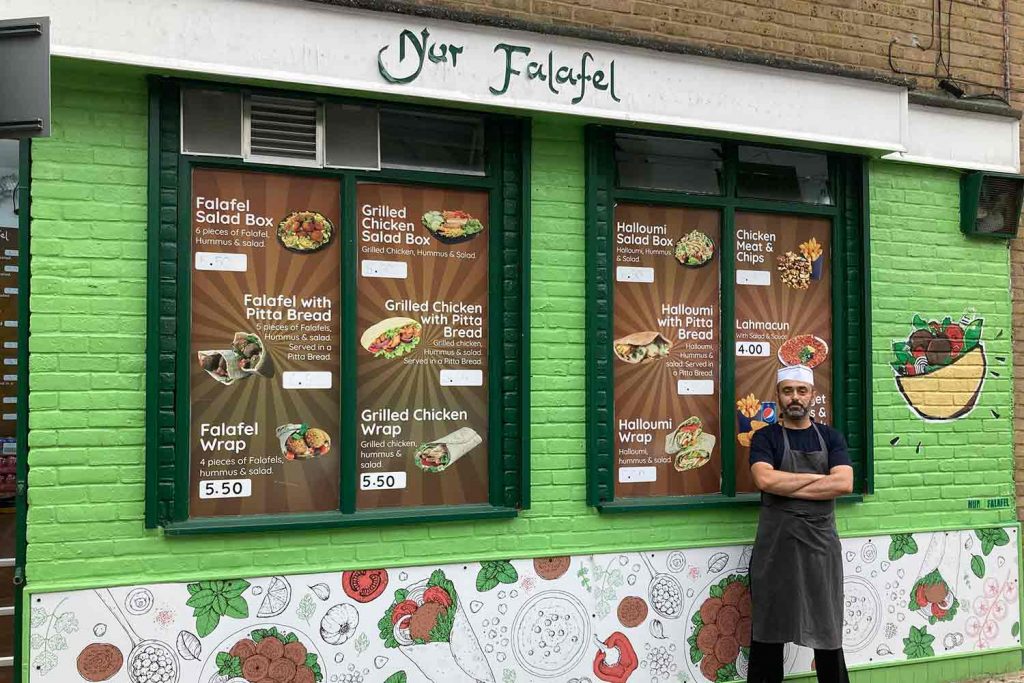 Nur Falafel
Falafel
Salad Box
6 pieces of Falafel,
Hummus & salad.
Falafel with
Pitta Bread
5 pieces of Falafels,
Hummus & salad.
Served in a
Pitta Bread.
Falafel
Wrap
4 pieces of Falafels,
hummus & salad.
5.50
Grilled
Chicken
Salad Box
Grilled Chicken, Hummus & Salad.
Grilled Chicken
with Pitta
Bread
Grilled chicken,
Hummus & salad.
Served in a Pitta Bread.
Grilled Chicken
Wrap
Grilled chicken,
hummus &
salad.
5.50
Halloumi
Salad Box
Halloumi, Hummus
& Salad.
Halloumi
with Pitta
Bread
Halloumi,
Hummus &
salad. Served in
a Pitta Bread.
Halloumi
Wrap
Halloumi,
hummus & salad.
Chicken
Meat &
Chips
Lahmacun
with Salad & Sauce
4.00
&
NUR FALAFEL